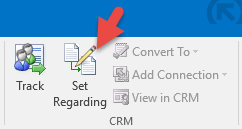 Track
Set
Regarding
Convert To
Add Connection
View in CRM
CRM